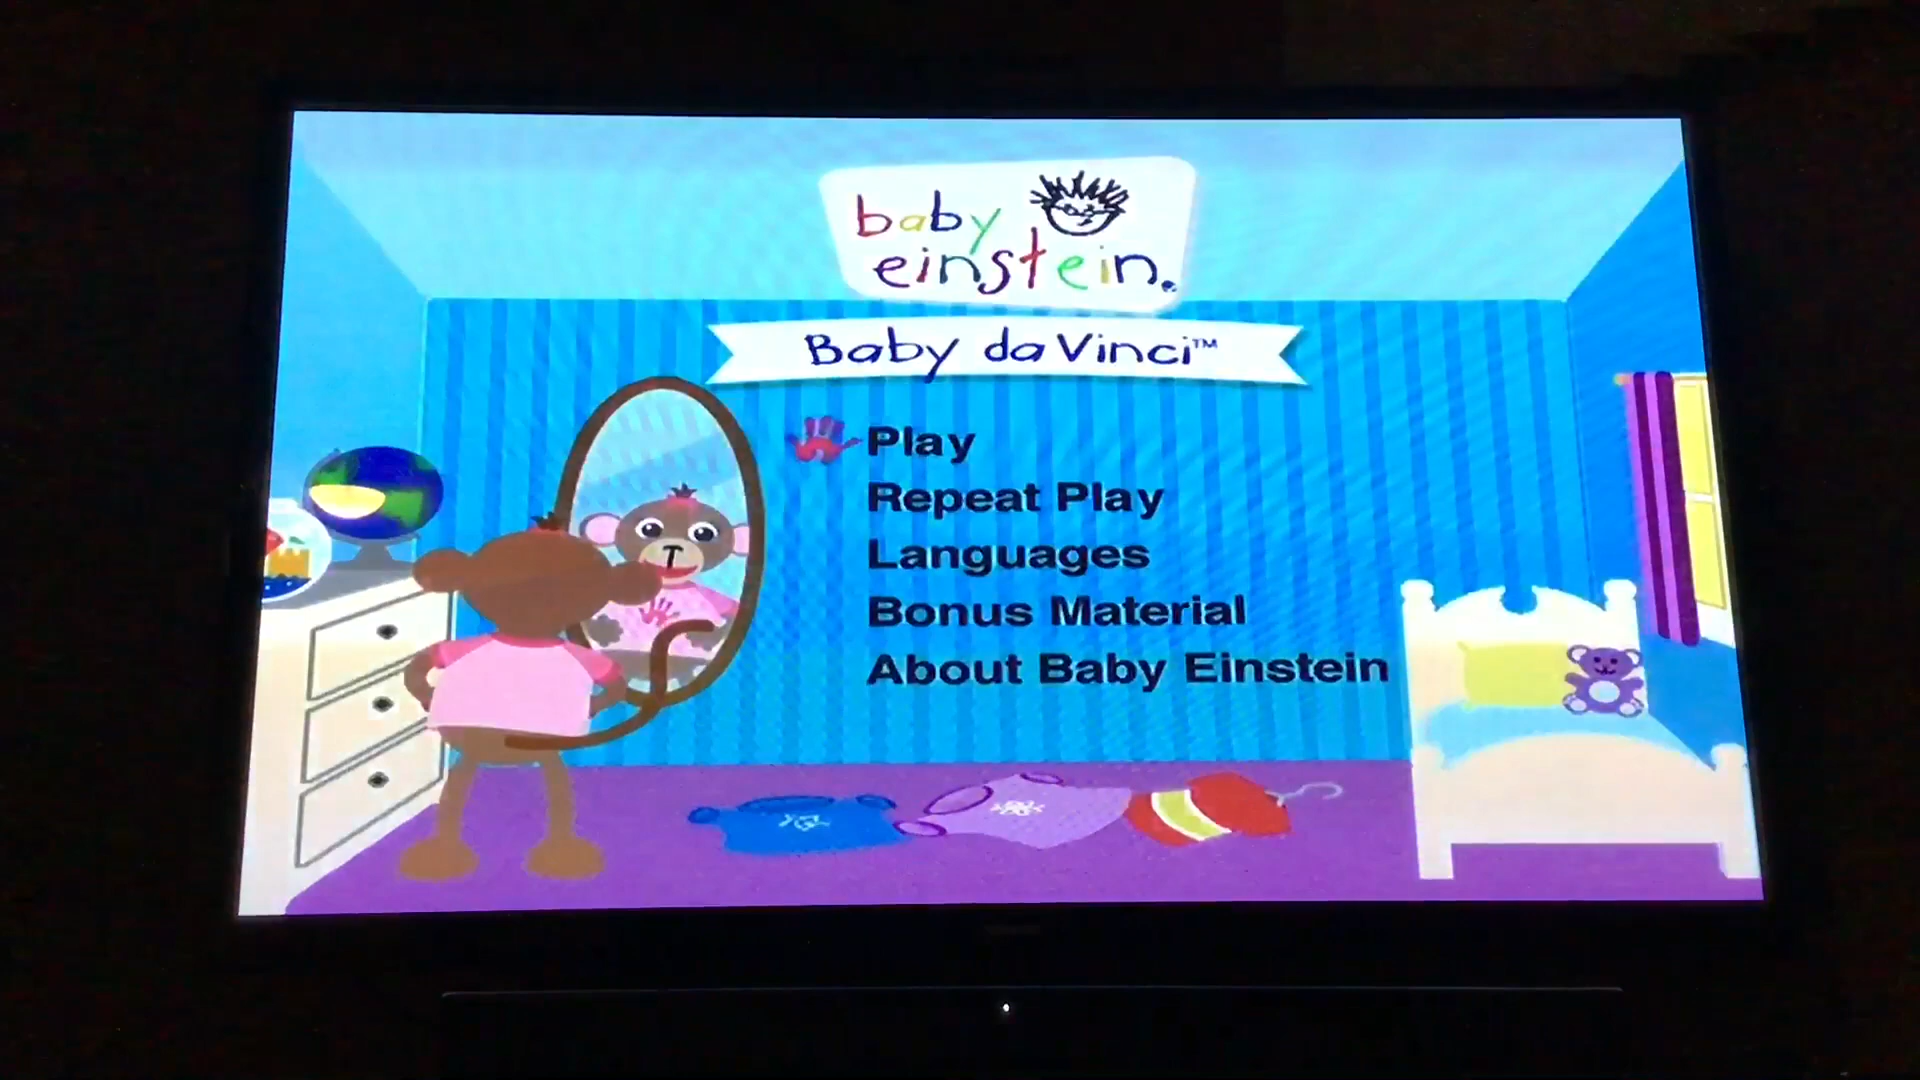 baby
einstein.
Baby da Vinci™
Play
Repeat Play
Languages
Bonus Material
About Baby Einstein